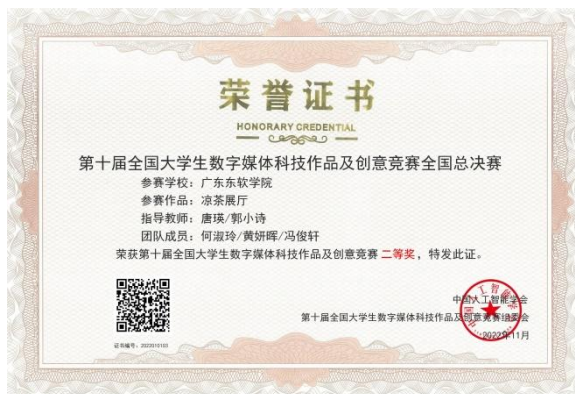 荣誉证书
HONORARY CREDENTIAL
第十届全国大学生数字媒体科技作品及创意竞赛全国总决赛
参赛学校：广东东软学院
参赛作品：凉茶展厅
指导教师：唐瑛/郭小诗
团队成员：何淑玲/黄妍晖/冯俊轩
荣获第十届全国大学生数字媒体科技作品及创意竞赛 二等奖，特发此证。
中国人工智能学会
第十届全国大学生数字媒体科技作品及创意竞赛组委会
2022年11月